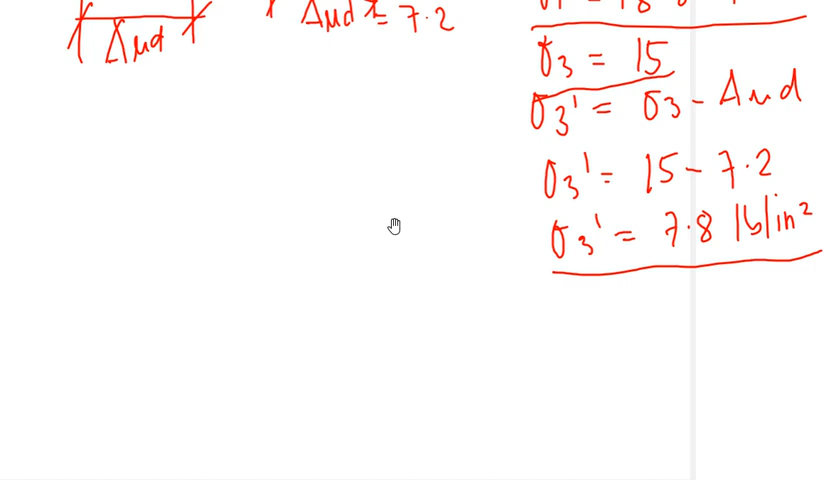 Δud
Δud = 7.2
σ3 = 15
σ3' = σ3 - Δud
σ3' = 15 - 7.2
σ3' = 7.8 lb/in²